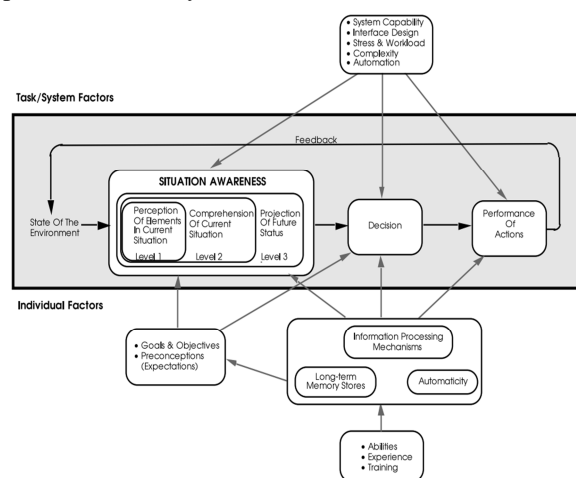 • System Capability
• Interface Design
• Stress & Workload
• Complexity
• Automation
Task/System Factors
Feedback
SITUATION AWARENESS
State Of The
Environment
Perception
Of Elements
In Current
Situation
Level 1
Comprehension
Of Current
Situation
Level 2
Projection
Of Future
Status
Level 3
Decision
Performance
Of
Actions
Individual Factors
• Goals & Objectives
• Preconceptions
(Expectations)
Information Processing
Mechanisms
Long-term
Memory Stores
Automaticity
• Abilities
• Experience
• Training